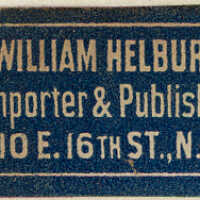 WILLIAM HELBUR
mporter & Publish
10 E. 16TH ST., N.